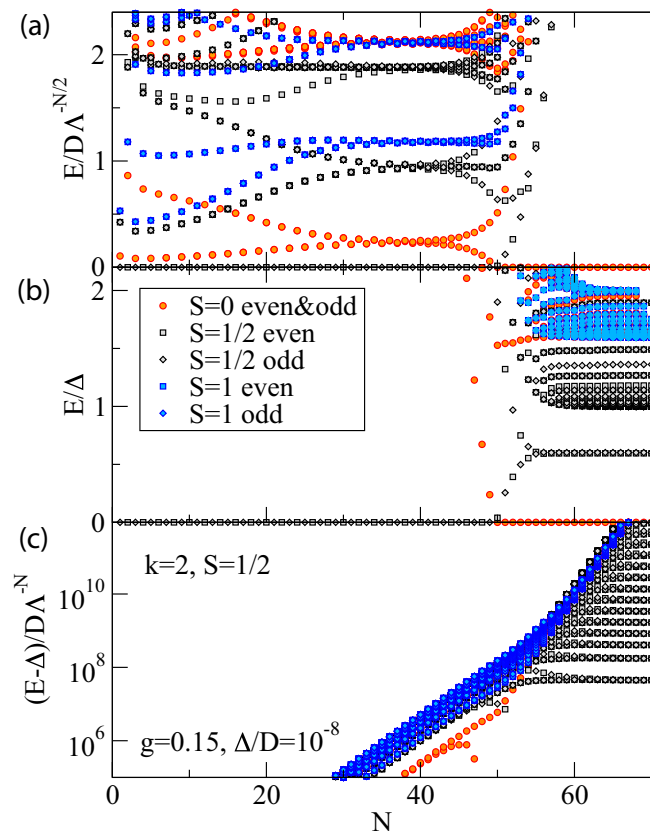 (a)
2
1
0
E/DΛ^-N/2
(b)
2
1
0
E/Δ
S=0 even&odd
S=1/2 even
S=1/2 odd
S=1 even
S=1 odd
(c)
k=2, S=1/2
10^10
10^8
10^6
(E-Δ)/DΛ^-N
g=0.15, Δ/D=10^-8
0 20 40 60
N